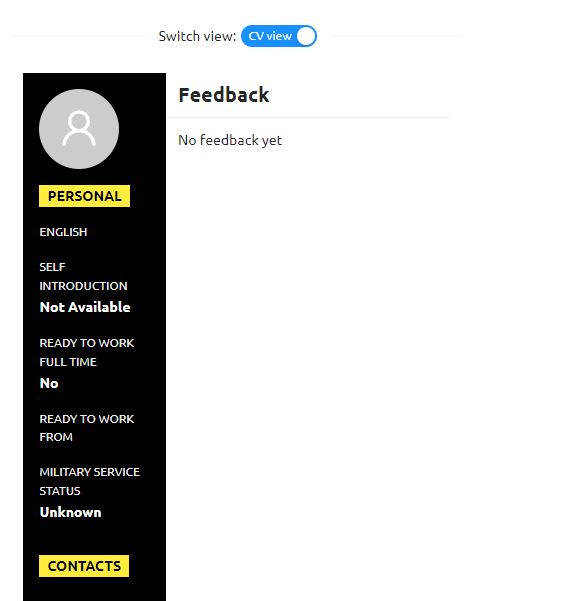 Switch view: CV view
Feedback
No feedback yet
PERSONAL
ENGLISH
SELF
INTRODUCTION
Not Available
READY TO WORK
FULL TIME
No
READY TO WORK
FROM
MILITARY SERVICE
STATUS
Unknown
CONTACTS